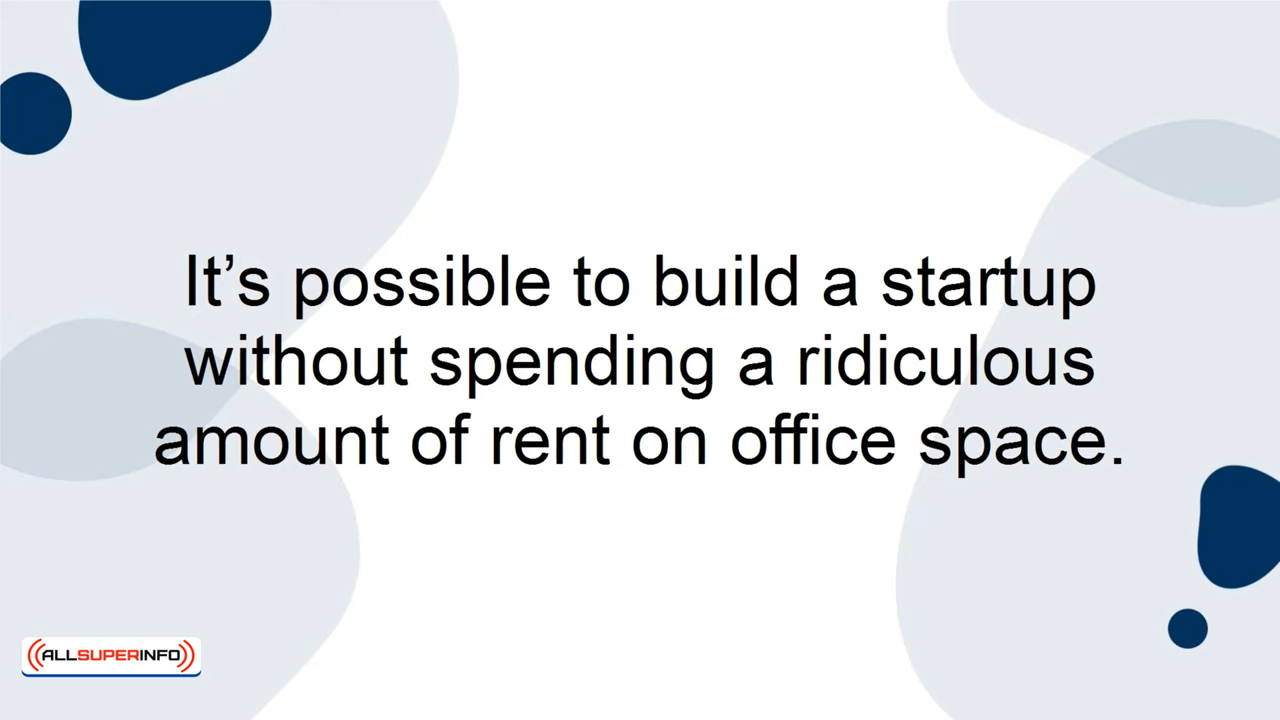 It’s possible to build a startup
without spending a ridiculous
amount of rent on office space.
ALLSUPERINFO